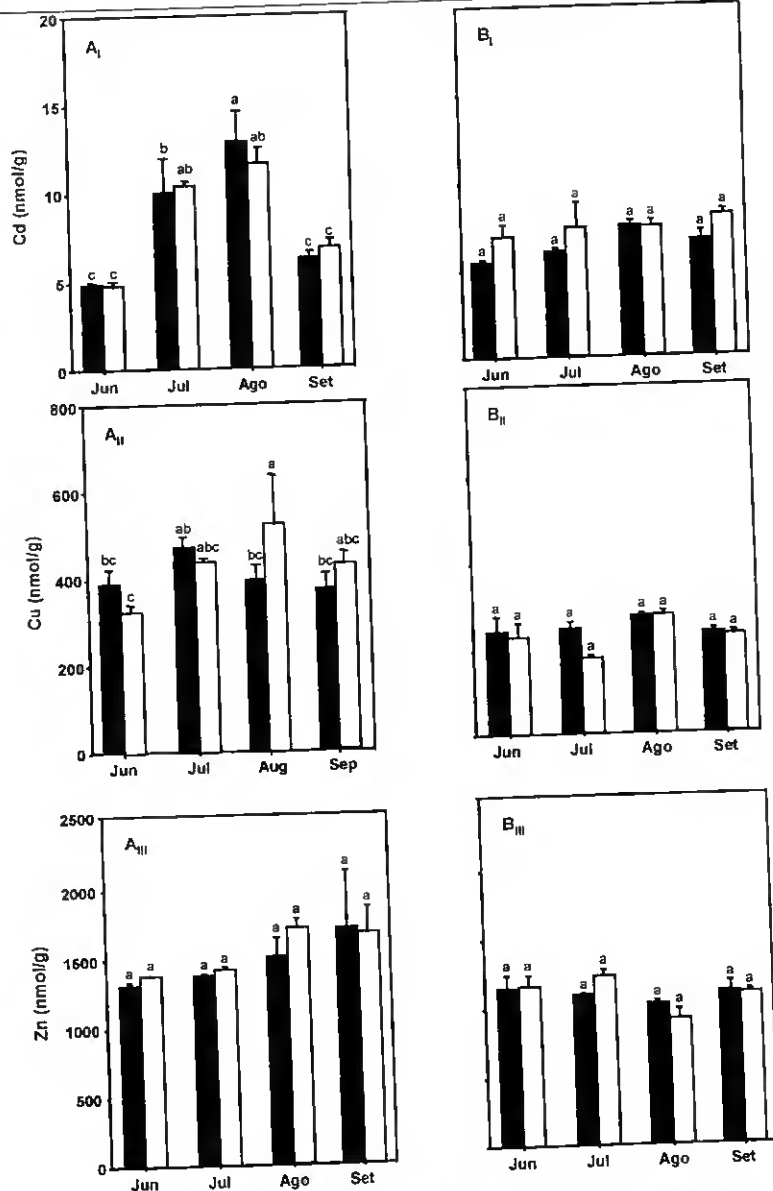 A_I
20
15
10
5
0
Cd (nmol/g)
c c b ab a ab c c
Jun Jul Ago Set
B_I
a a a a a a a a
Jun Jul Ago Set
A_II
800
600
400
200
0
Cu (nmol/g)
bc c ab abc bc a bc abc
Jun Jul Aug Sep
B_II
a a a a a a a a
Jun Jul Ago Set
A_III
2500
2000
1500
1000
500
0
Zn (nmol/g)
a a a a a a a a
Jun Jul Ago Set
B_III
a a a a a a a a
Jun Jul Ago Set